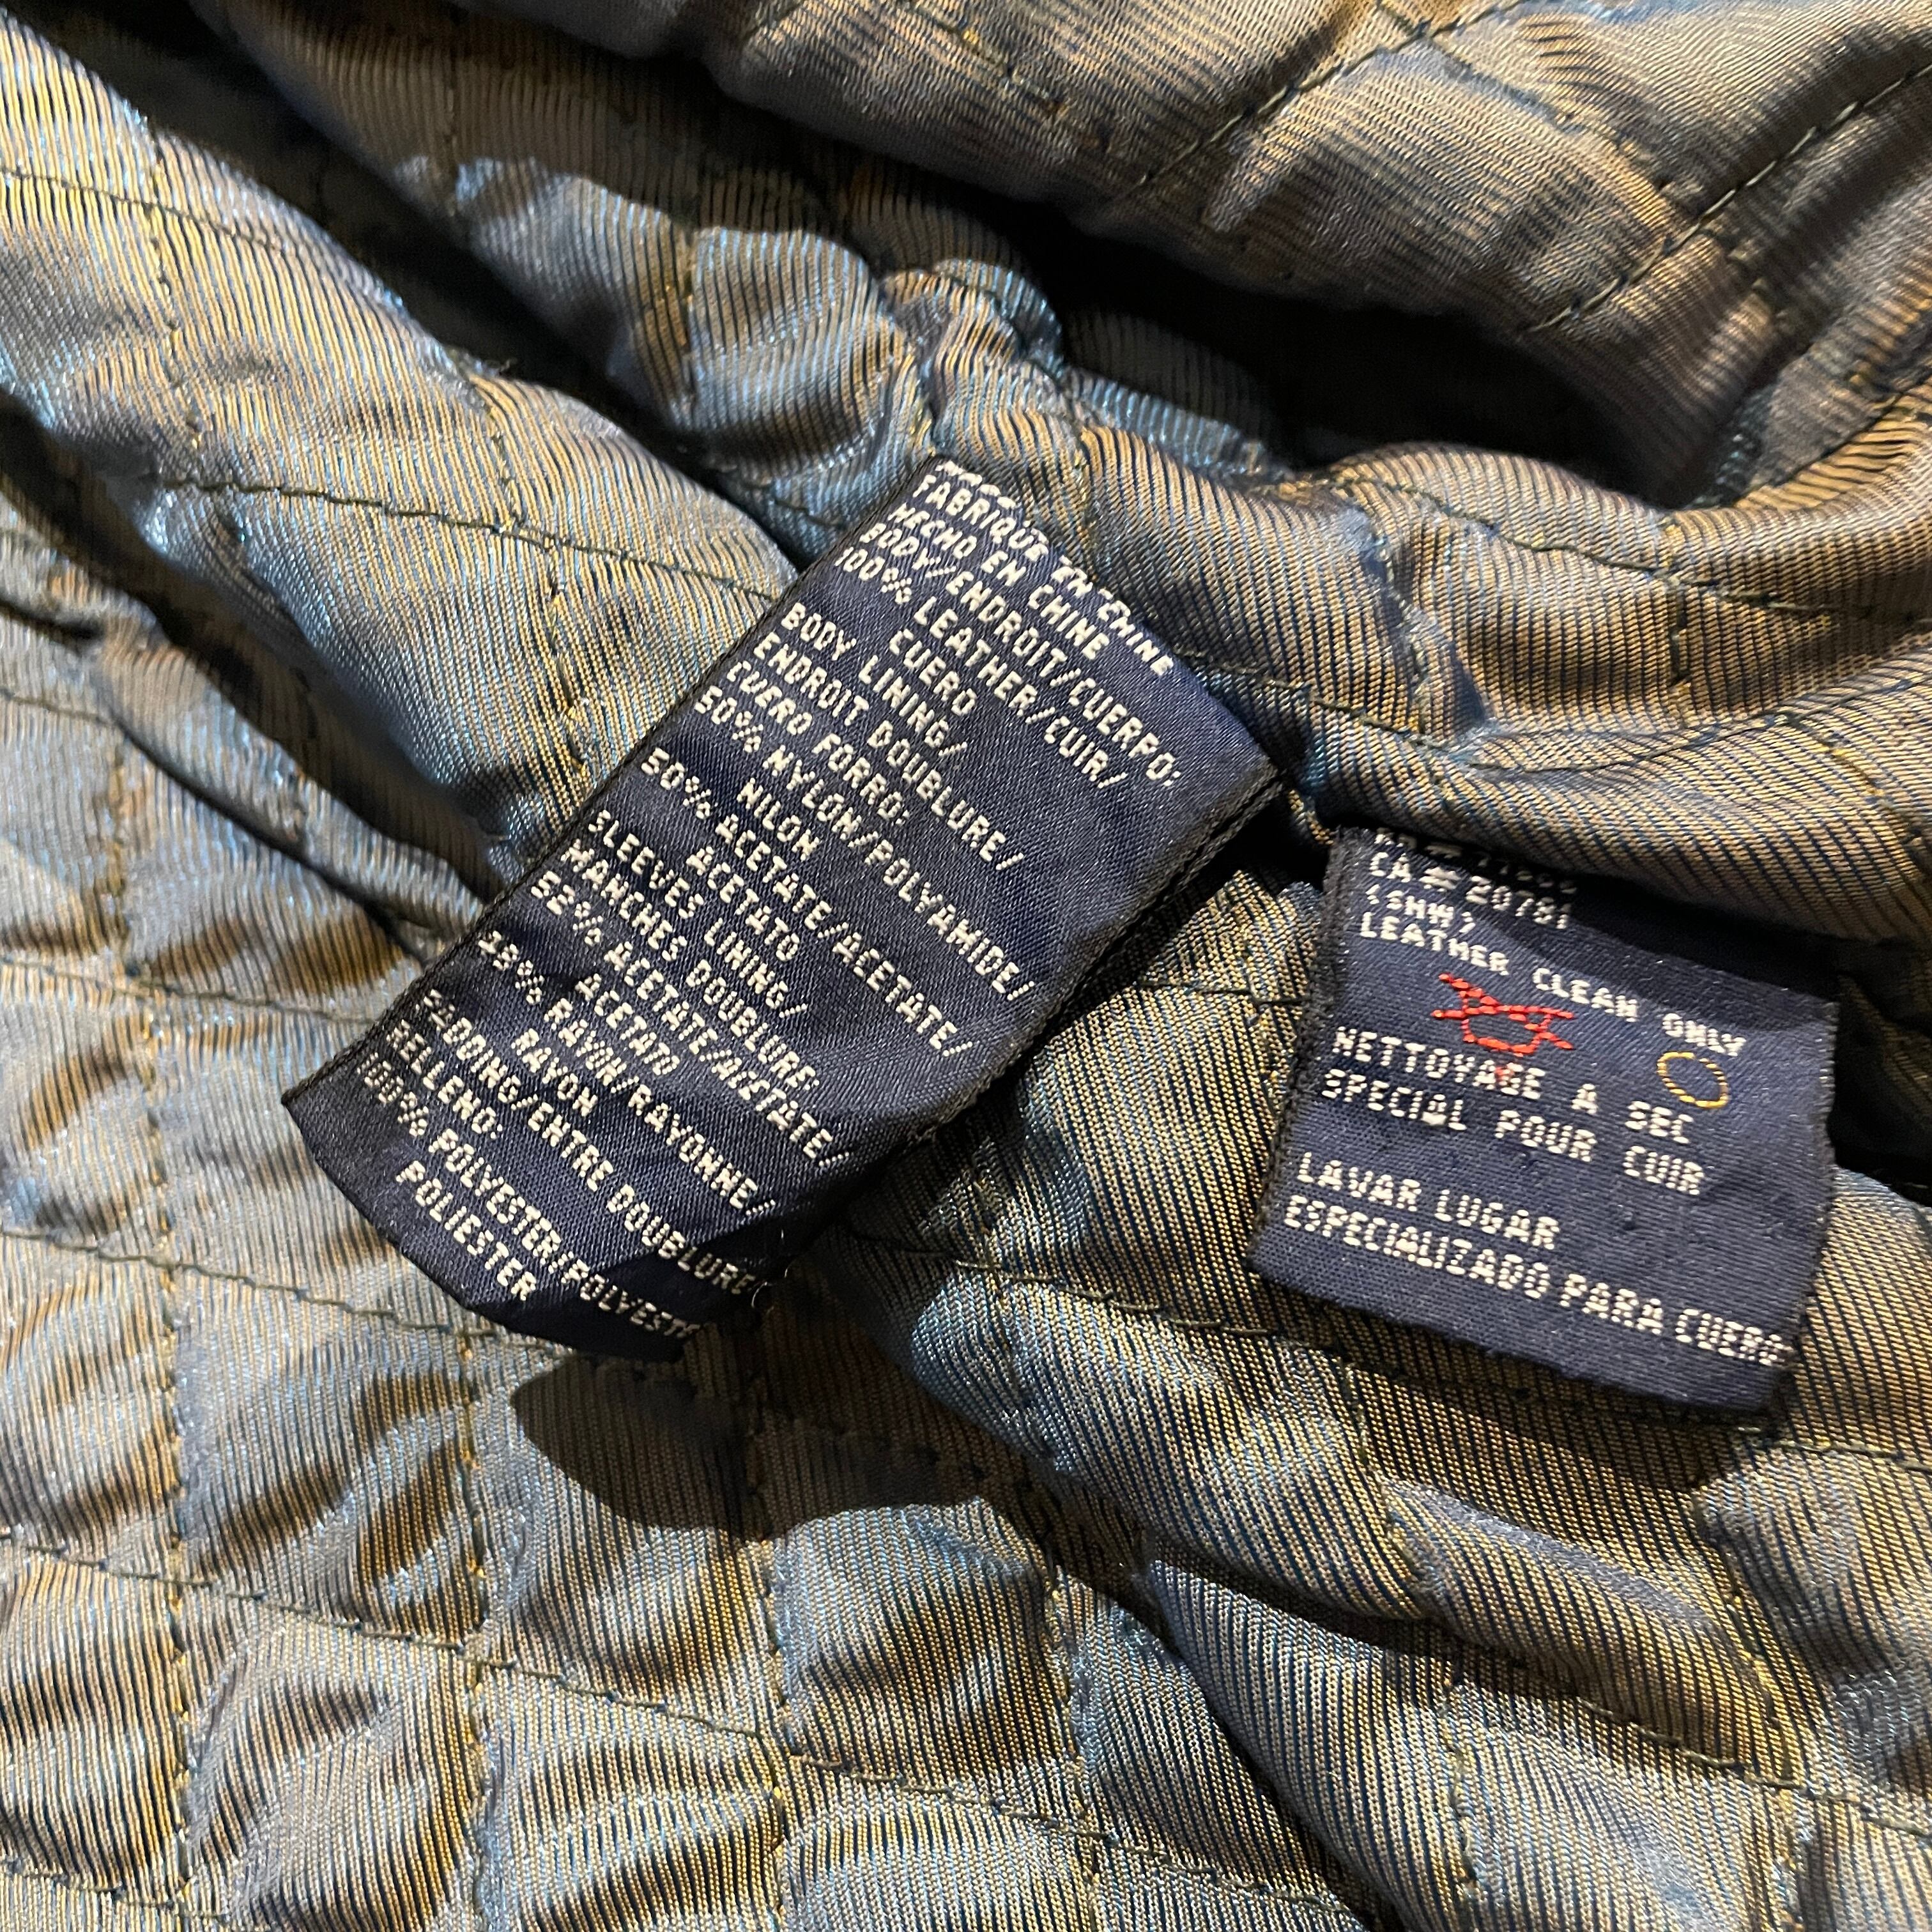 FABRIQUE EN CHINE
HECHO EN CHINE
BODY/ENDROIT/CUERPO:
100% LEATHER/CUIR/
CUERO
BODY LINING/
ENDROIT DOUBLURE/
CUERO FORRO:
50% NYLON/POLYAMIDE/
NILON
50% ACETATE/ACETATE/
ACETATO
SLEEVES LINING/
MANCHES DOUBLURE:
52% ACETATE/ACETATE/
ACETATO
RAYON/RAYONNE/
RAYON
PADDING/ENTRE DOUBLURE
RELLENO:
100% POLYESTER/POLYESTE
POLIESTER
CA# 20781
(SHW)
LEATHER CLEAN ONLY
NETTOYAGE A SEC
SPECIAL POUR CUIR
LAVAR LUGAR
ESPECIALIZADO PARA CUERO